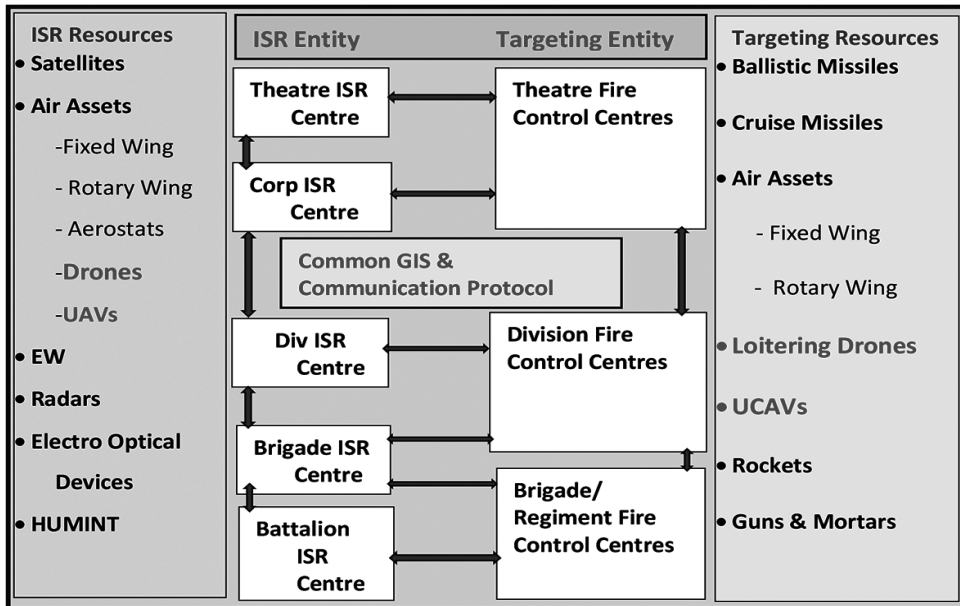 ISR Resources
• Satellites
• Air Assets
-Fixed Wing
- Rotary Wing
- Aerostats
-Drones
-UAVs
• EW
• Radars
• Electro Optical
Devices
• HUMINT
ISR Entity
Targeting Entity
Theatre ISR
Centre
Theatre Fire
Control Centres
Corp ISR
Centre
Common GIS &
Communication Protocol
Div ISR
Centre
Division Fire
Control Centres
Brigade ISR
Centre
Brigade/
Regiment Fire
Control Centres
Battalion
ISR
Centre
Targeting Resources
• Ballistic Missiles
• Cruise Missiles
• Air Assets
- Fixed Wing
- Rotary Wing
• Loitering Drones
• UCAVs
• Rockets
• Guns & Mortars